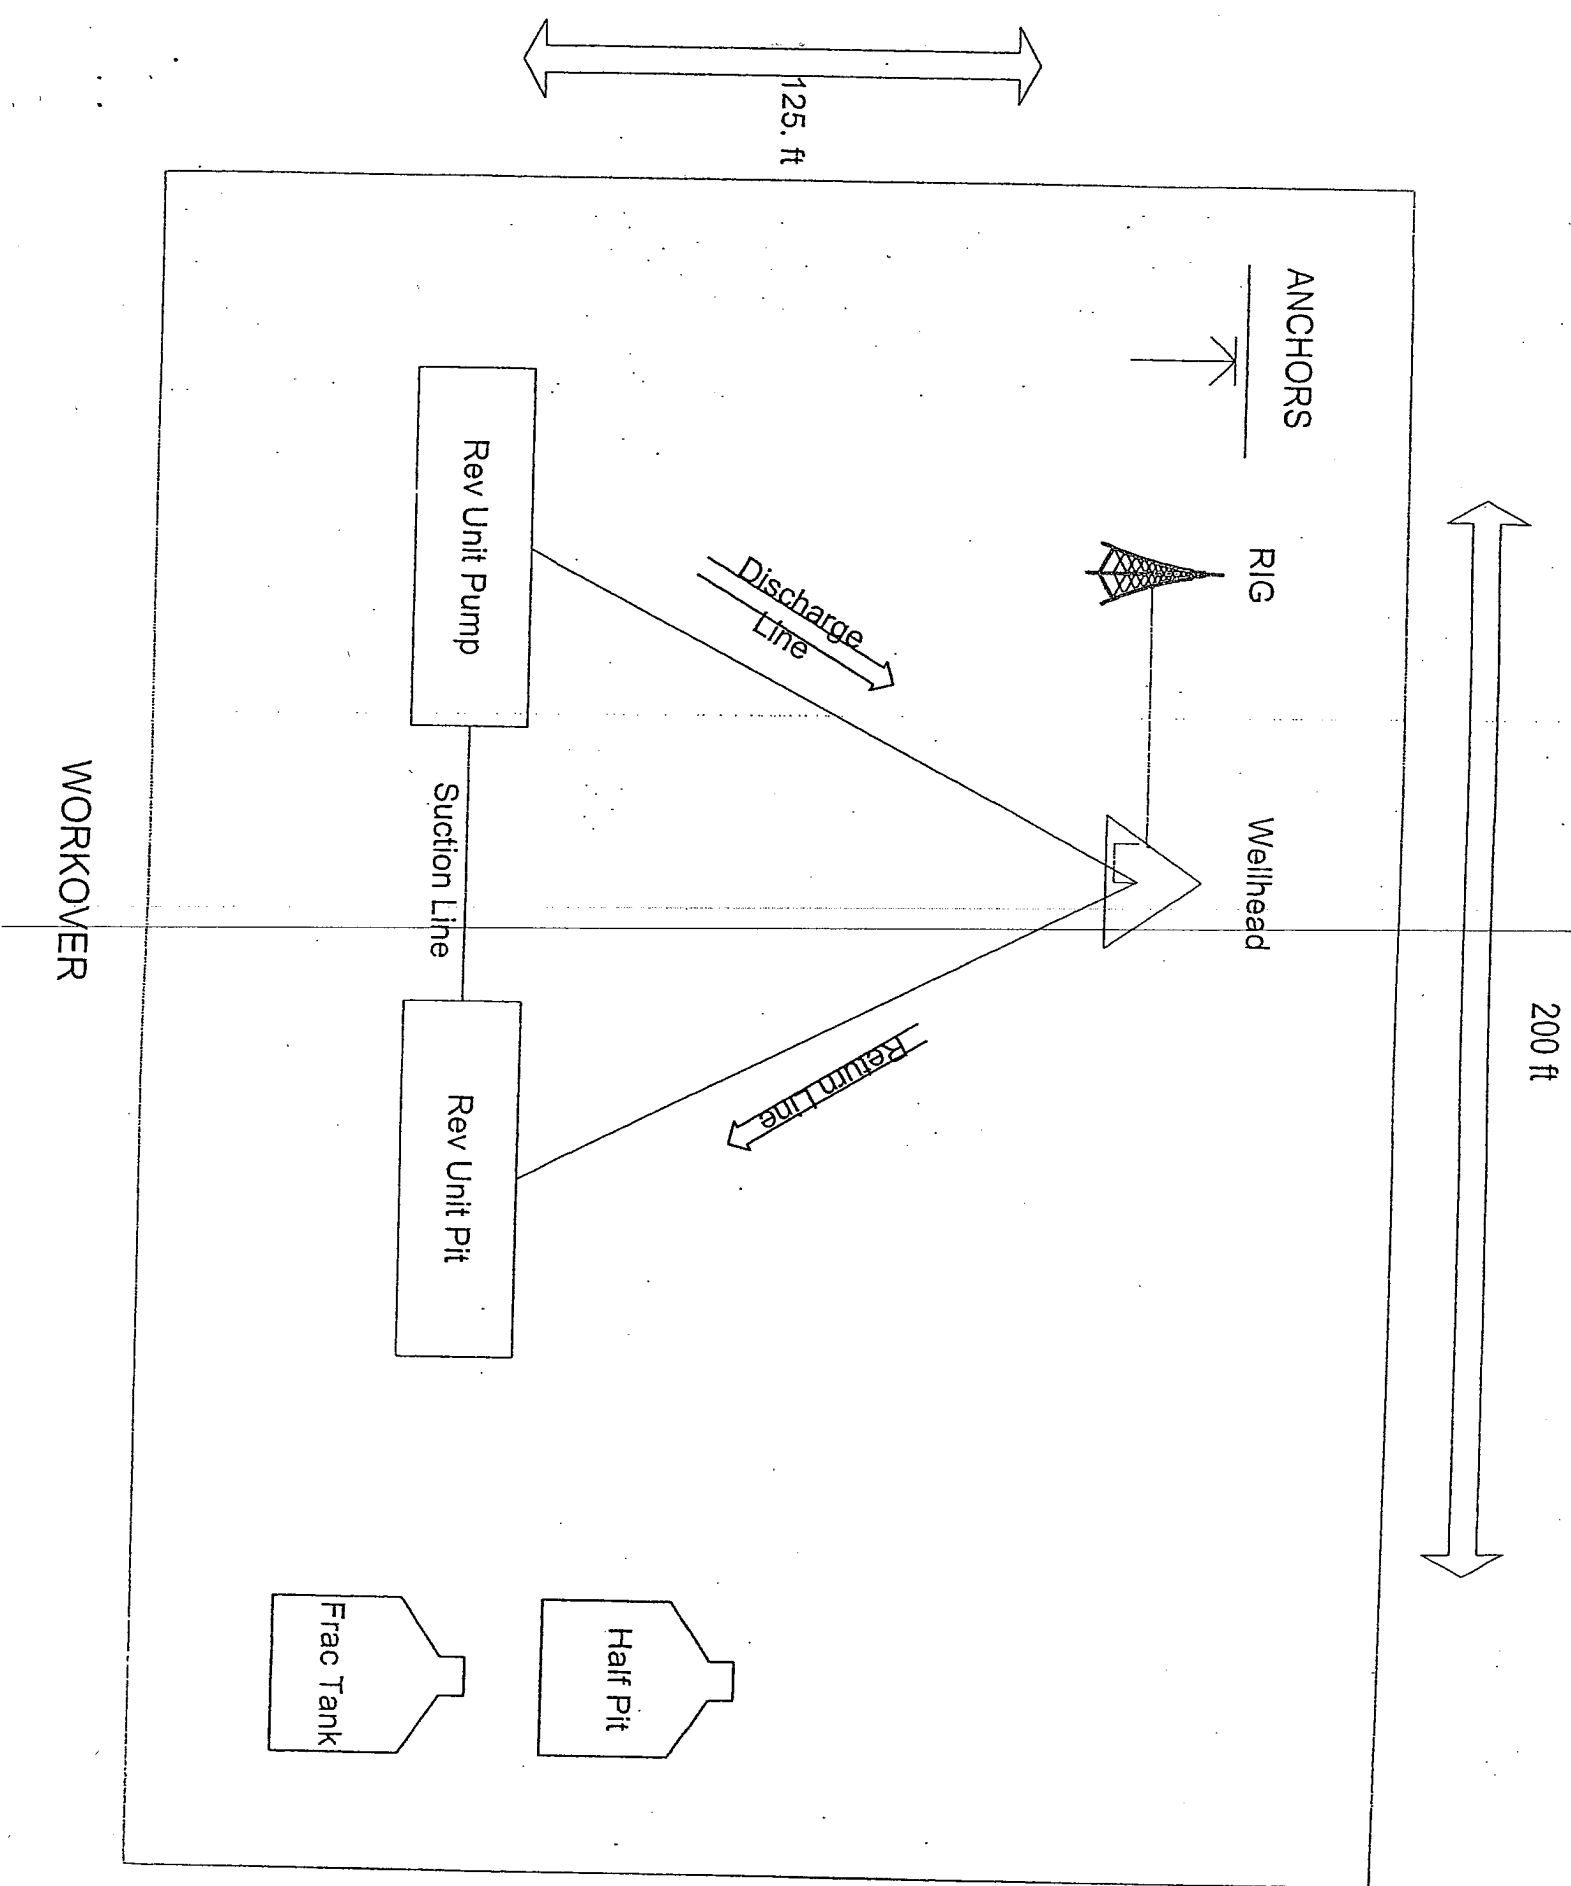 200 ft
125. ft
ANCHORS
RIG
Wellhead
Discharge
Line
Return Line
Rev Unit Pump
Suction Line
Rev Unit Pit
Half Pit
Frac Tank
WORKOVER